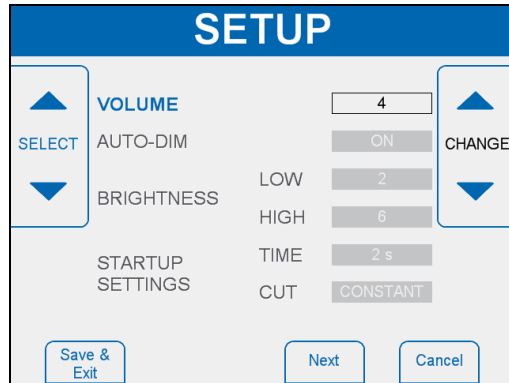 SETUP
VOLUME 4
SELECT AUTO-DIM ON CHANGE
LOW 2
BRIGHTNESS
HIGH 6
TIME 2 s
STARTUP
SETTINGS
CUT CONSTANT
Save &
Exit
Next
Cancel